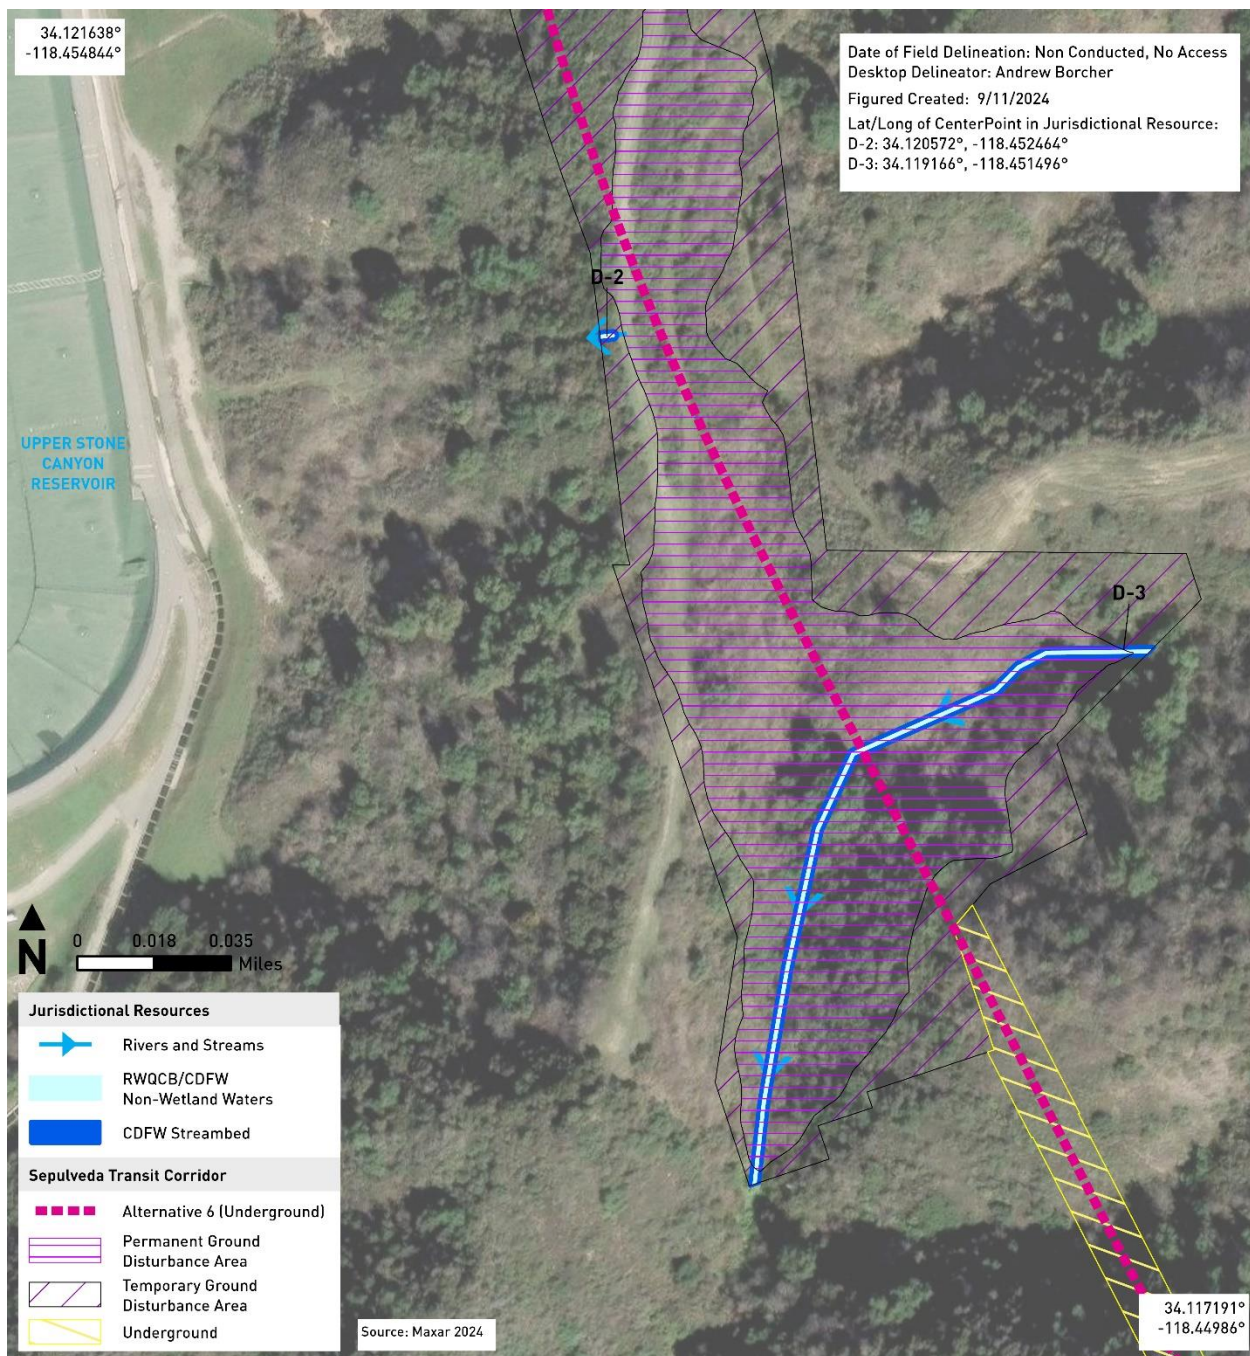 34.121638°
-118.454844°
Date of Field Delineation: Non Conducted, No Access
Desktop Delineator: Andrew Borcher
Figured Created: 9/11/2024
Lat/Long of CenterPoint in Jurisdictional Resource:
D-2: 34.120572°, -118.452464°
D-3: 34.119166°, -118.451496°
D-2
UPPER STONE
CANYON
RESERVOIR
D-3
N
0 0.018 0.035
Miles
Jurisdictional Resources
Rivers and Streams
RWQCB/CDFW
Non-Wetland Waters
CDFW Streambed
Sepulveda Transit Corridor
Alternative 6 (Underground)
Permanent Ground
Disturbance Area
Temporary Ground
Disturbance Area
Underground
Source: Maxar 2024
34.117191°
-118.44986°